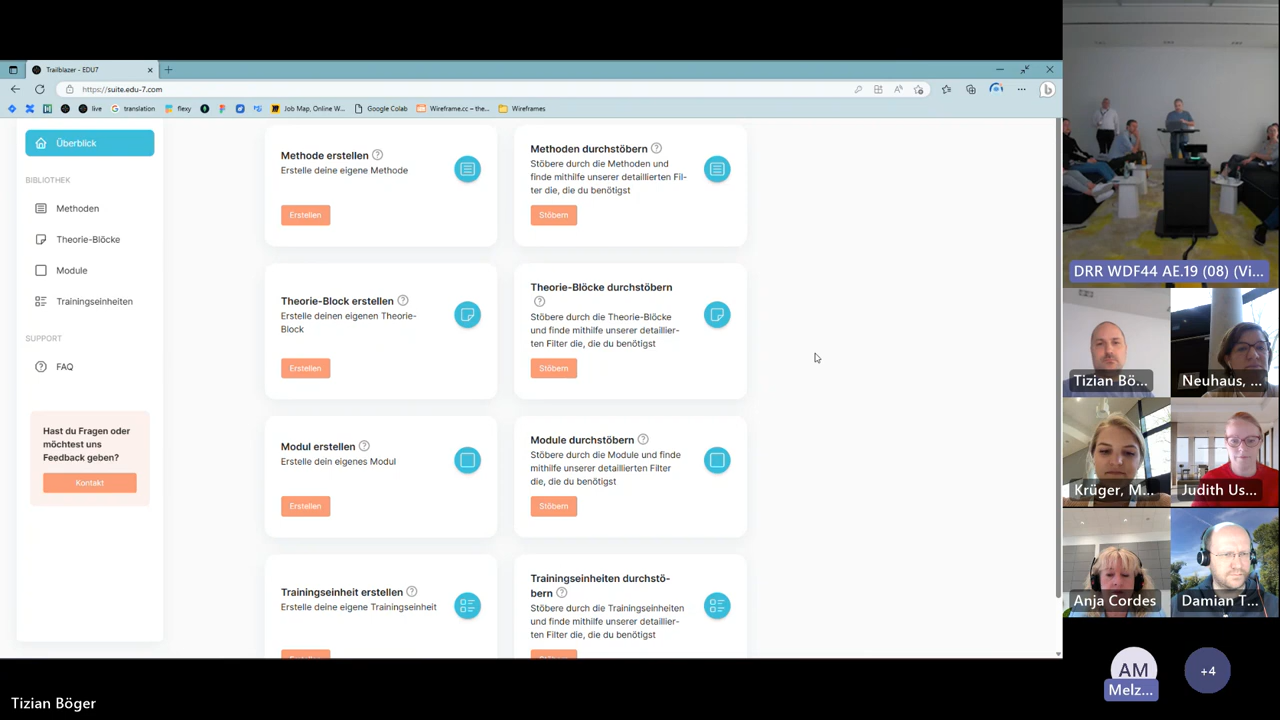 Trailblazer - EDU7
https://suite.edu-7.com
live
translation
flexy
Job Map, Online W...
Google Colab
Wireframe.cc – the...
Wireframes
Überblick
BIBLIOTHEK
Methoden
Theorie-Blöcke
Module
Trainingseinheiten
SUPPORT
FAQ
Hast du Fragen oder
möchtest uns
Feedback geben?
Kontakt
Methode erstellen
Erstelle deine eigene Methode
Erstellen
Methoden durchstöbern
Stöbere durch die Methoden und
finde mithilfe unserer detaillierten Fil-
ter die, die du benötigst
Stöbern
Theorie-Block erstellen
Erstelle deinen eigenen Theorie-
Block
Erstellen
Theorie-Blöcke durchstöbern
Stöbere durch die Theorie-Blöcke
und finde mithilfe unserer detaillier-
ten Filter die, die du benötigst
Stöbern
Modul erstellen
Erstelle dein eigenes Modul
Erstellen
Module durchstöbern
Stöbere durch die Module und finde
mithilfe unserer detaillierten Filter
die, die du benötigst
Stöbern
Trainingseinheit erstellen
Erstelle deine eigene Trainingseinheit
Trainingseinheiten durchstö-
bern
Stöbere durch die Trainingseinheiten
und finde mithilfe unserer detaillier-
ten Filter die, die du benötigst
DRR WDF44 AE.19 (08) (Vi...
Tizian Bö...
Neuhaus, ...
Krüger, M...
Judith Us...
Anja Cordes
Damian T...
AM
Melz...
+4
Tizian Böger